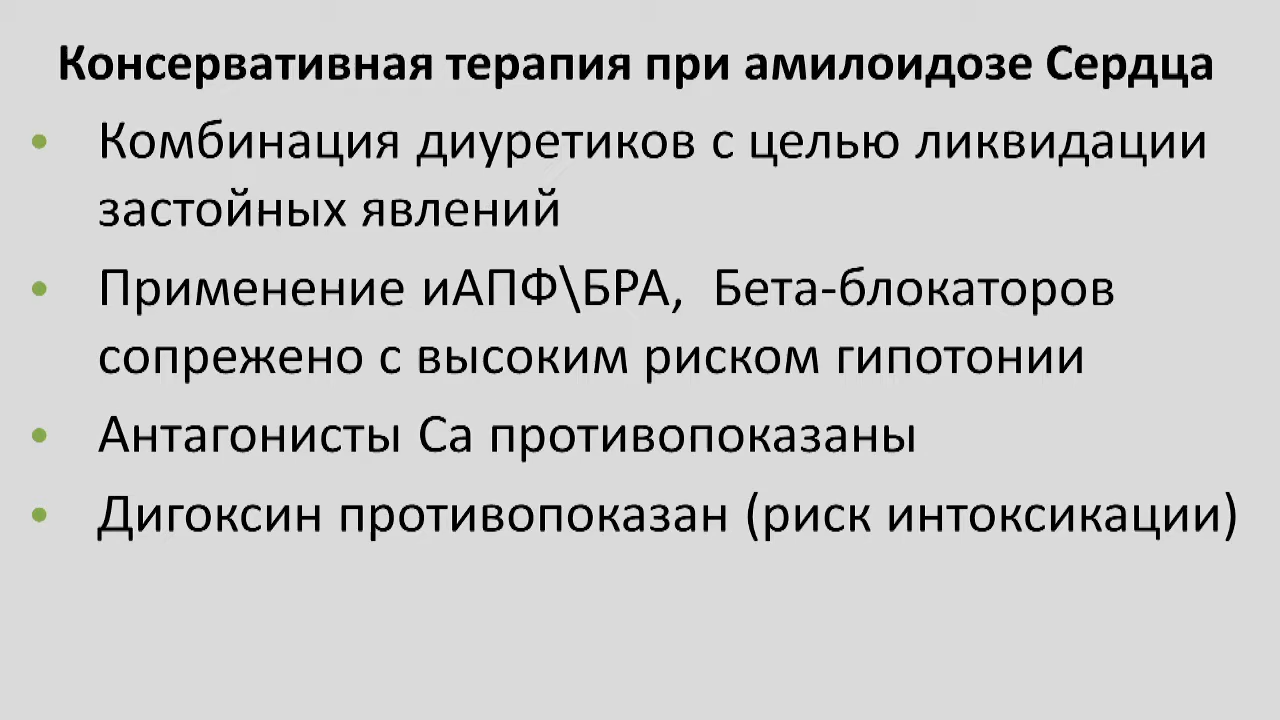 Консервативная терапия при амилоидозе Сердца
• Комбинация диуретиков с целью ликвидации
застойных явлений
• Применение иАПФ\БРА, Бета-блокаторов
сопрежено с высоким риском гипотонии
• Антагонисты Са противопоказаны
• Дигоксин противопоказан (риск интоксикации)